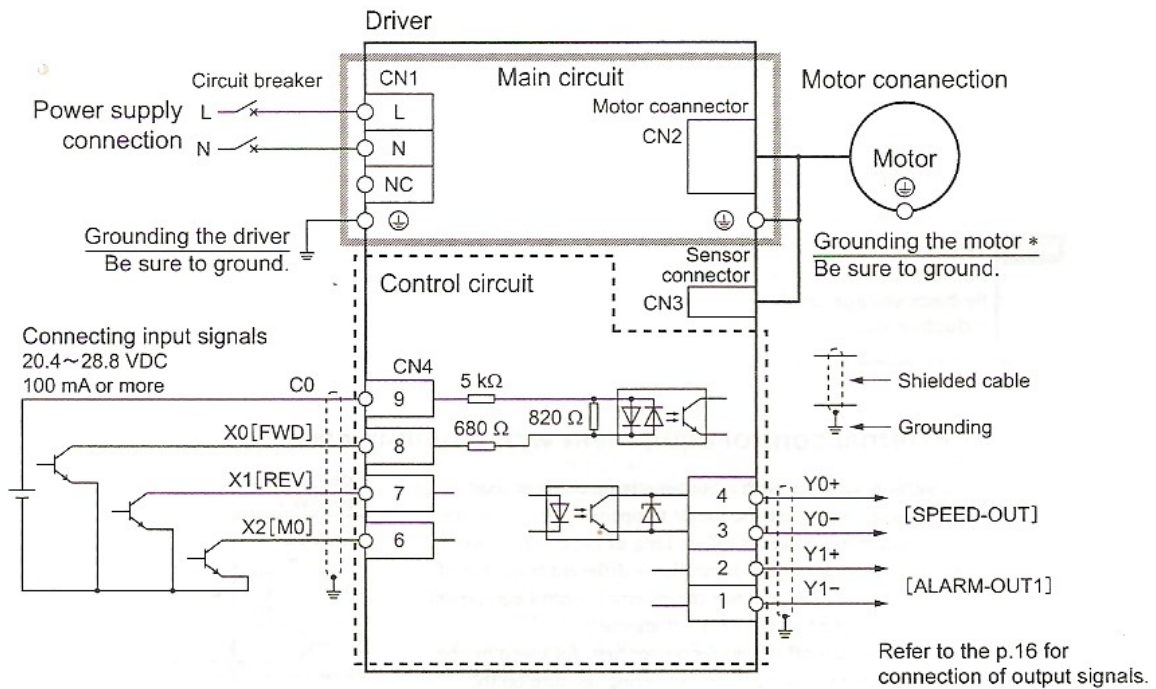 Driver
Main circuit
CN1
L
N
NC
Motor coannector
CN2
Circuit breaker
Power supply
connection
L
N
Grounding the driver
Be sure to ground.
Motor conanection
Motor
Grounding the motor *
Be sure to ground.
Sensor
connector
CN3
Control circuit
Connecting input signals
20.4~28.8 VDC
100 mA or more
C0
X0[FWD]
X1[REV]
X2[M0]
CN4
9
8
7
6
5 kΩ
680 Ω
820 Ω
Shielded cable
Grounding
4
3
2
1
Y0+
Y0−
Y1+
Y1−
[SPEED-OUT]
[ALARM-OUT1]
Refer to the p.16 for
connection of output signals.